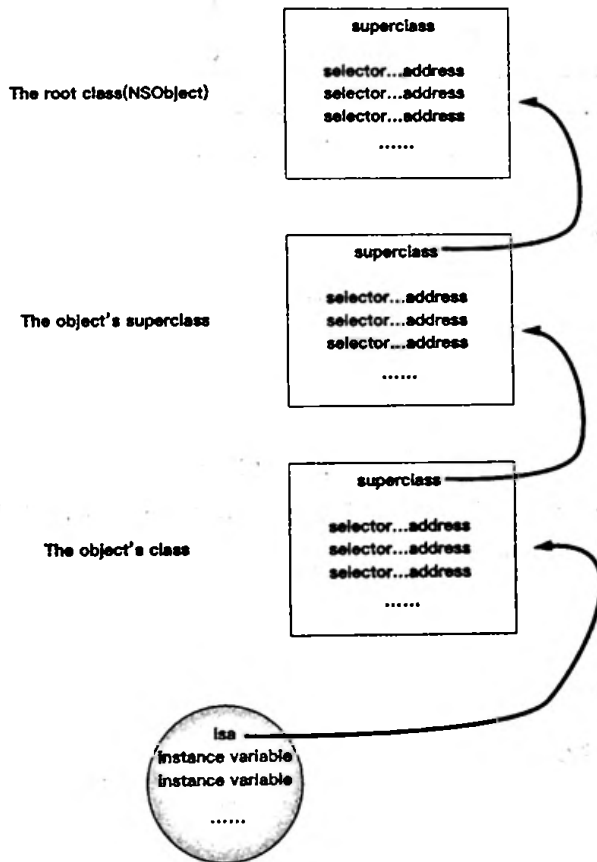 superclass
The root class(NSObject)
selector...address
selector...address
selector...address
......
superclass
The object's superclass
selector...address
selector...address
selector...address
......
superclass
The object's class
selector...address
selector...address
selector...address
......
isa
instance variable
instance variable
......